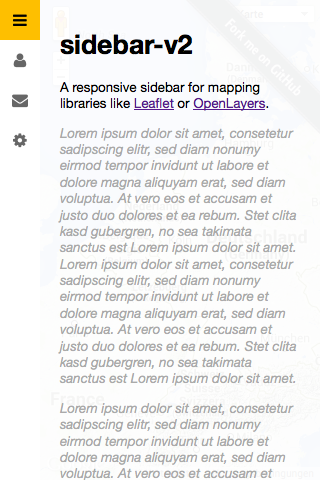 sidebar-v2
A responsive sidebar for mapping
libraries like Leaflet or OpenLayers.
Lorem ipsum dolor sit amet, consetetur
sadipscing elitr, sed diam nonumy
eirmod tempor invidunt ut labore et
dolore magna aliquyam erat, sed diam
voluptua. At vero eos et accusam et
justo duo dolores et ea rebum. Stet clita
kasd gubergren, no sea takimata
sanctus est Lorem ipsum dolor sit amet.
Lorem ipsum dolor sit amet, consetetur
sadipscing elitr, sed diam nonumy
eirmod tempor invidunt ut labore et
dolore magna aliquyam erat, sed diam
voluptua. At vero eos et accusam et
justo duo dolores et ea rebum. Stet clita
kasd gubergren, no sea takimata
sanctus est Lorem ipsum dolor sit amet.
Lorem ipsum dolor sit amet, consetetur
sadipscing elitr, sed diam nonumy
eirmod tempor invidunt ut labore et
dolore magna aliquyam erat, sed diam
voluptua. At vero eos et accusam et
Fork me on GitHub
France